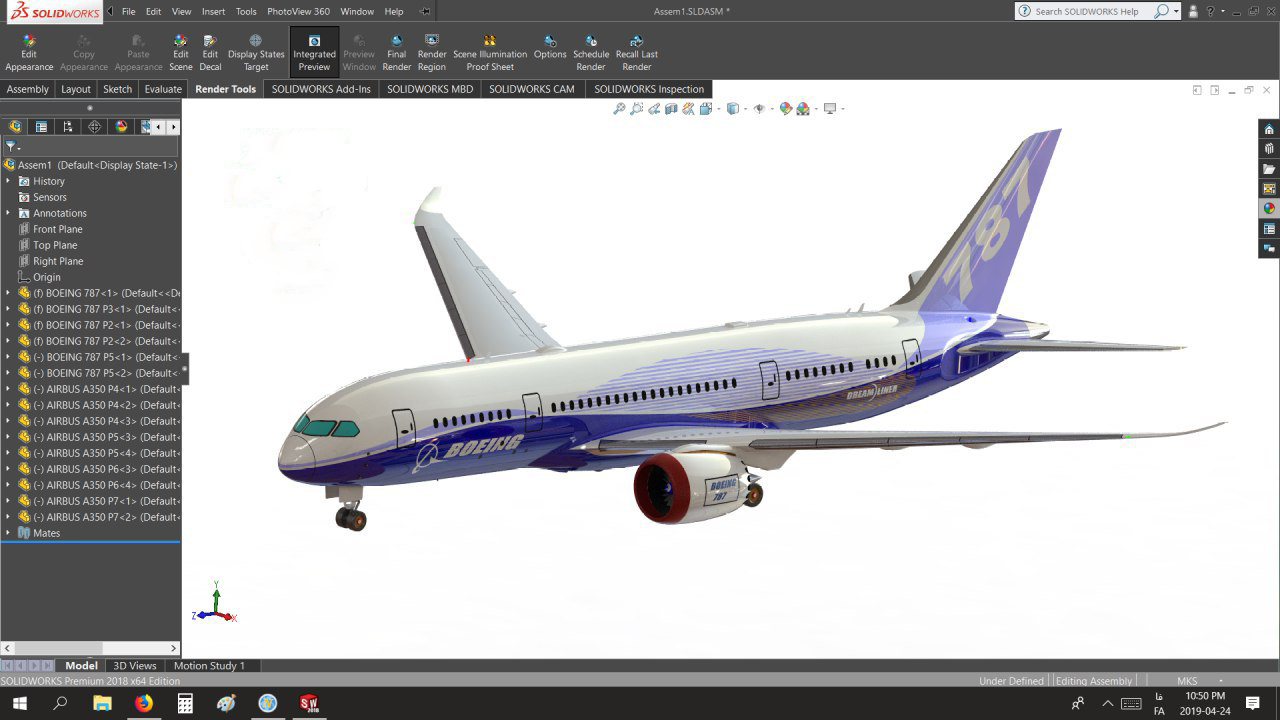 SOLIDWORKS
File Edit View Insert Tools PhotoView 360 Window Help
Assem1.SLDASM *
Search SOLIDWORKS Help
Edit Appearance
Copy Appearance
Paste Appearance
Edit Scene
Edit Decal
Display States Target
Integrated Preview
Preview Window
Final Render
Render Region
Scene Illumination Proof Sheet
Options
Schedule Render
Recall Last Render
Assembly Layout Sketch Evaluate Render Tools SOLIDWORKS Add-Ins SOLIDWORKS MBD SOLIDWORKS CAM SOLIDWORKS Inspection
Assem1 (Default<Display State-1>)
History
Sensors
A Annotations
Front Plane
Top Plane
Right Plane
Origin
(f) BOEING 787<1> (Default<<De
(f) BOEING 787 P3<1> (Default<
(f) BOEING 787 P2<1> (Default<
(f) BOEING 787 P2<2> (Default<
(-) BOEING 787 P5<1> (Default<
(-) BOEING 787 P5<2> (Default<
(-) AIRBUS A350 P4<1> (Default<
(-) AIRBUS A350 P4<2> (Default<
(-) AIRBUS A350 P4<3> (Default<
(-) AIRBUS A350 P5<3> (Default<
(-) AIRBUS A350 P5<4> (Default<
(-) AIRBUS A350 P6<3> (Default<
(-) AIRBUS A350 P6<4> (Default<
(-) AIRBUS A350 P7<1> (Default<
(-) AIRBUS A350 P7<2> (Default<
Mates
787
DREAMLINER
BOEING
BOEING
787
Y
Z
X
Model 3D Views Motion Study 1
SOLIDWORKS Premium 2018 x64 Edition
Under Defined Editing Assembly MKS
SW
2018
فا
FA
10:50 PM
2019-04-24